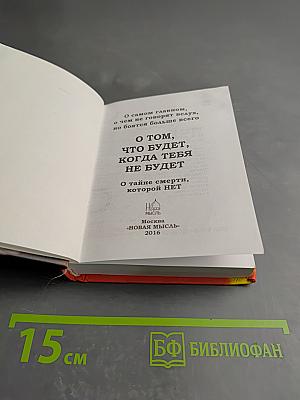 О самом главном,
о чем не говорят вслух,
но боятся больше всего
О ТОМ,
ЧТО БУДЕТ,
КОГДА ТЕБЯ
НЕ БУДЕТ
О тайне смерти,
которой НЕТ
НОВАЯ
МЫСЛЬ
Москва
«НОВАЯ МЫСЛЬ»
2016
15 см
БФ БИБЛИОФАН